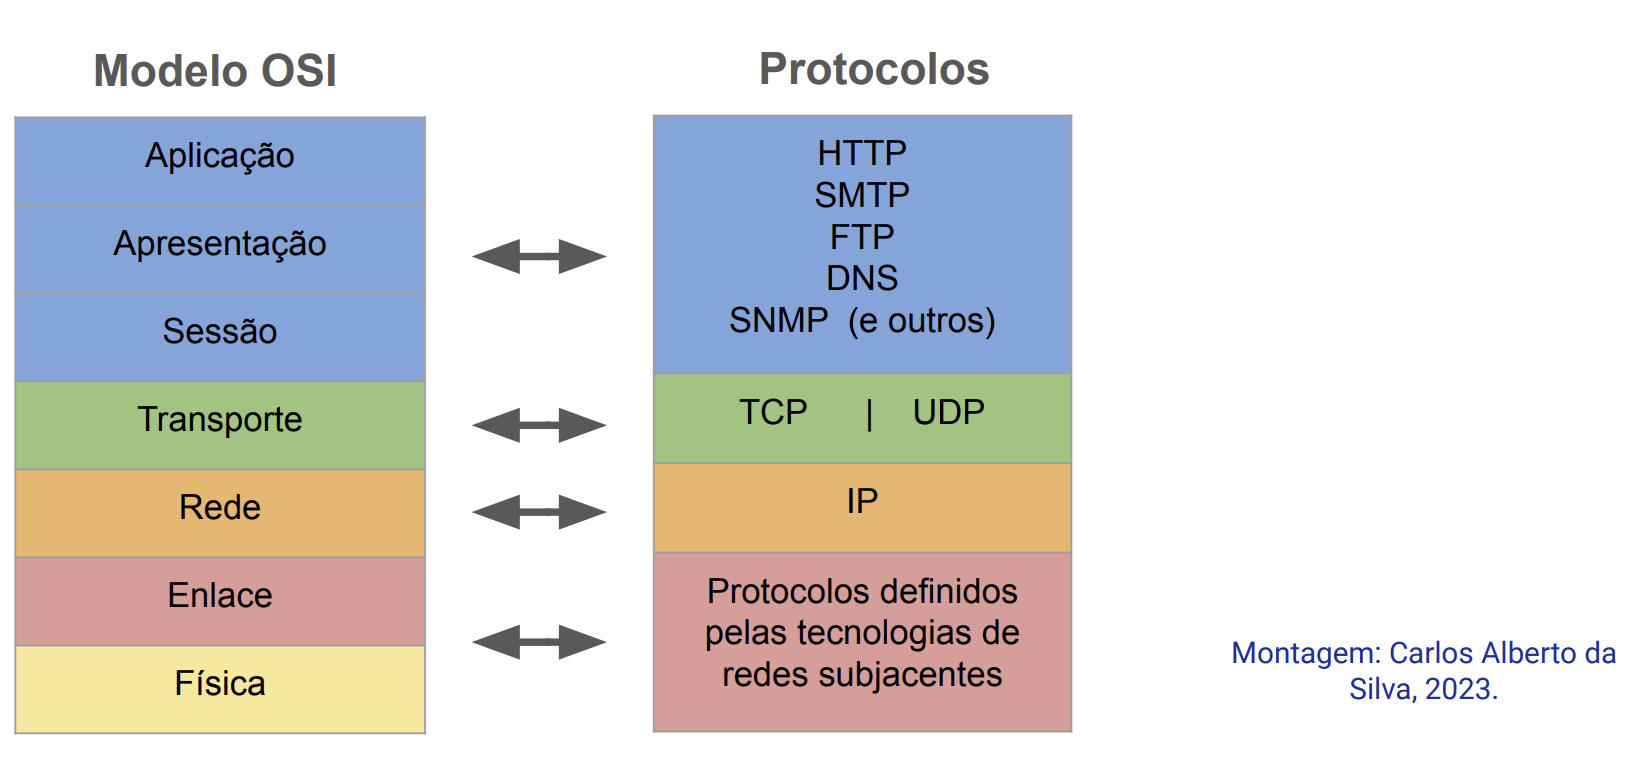 Modelo OSI
Aplicação
Apresentação
Sessão
Transporte
Rede
Enlace
Física
Protocolos
HTTP
SMTP
FTP
DNS
SNMP (e outros)
TCP | UDP
IP
Protocolos definidos
pelas tecnologias de
redes subjacentes
Montagem: Carlos Alberto da
Silva, 2023.